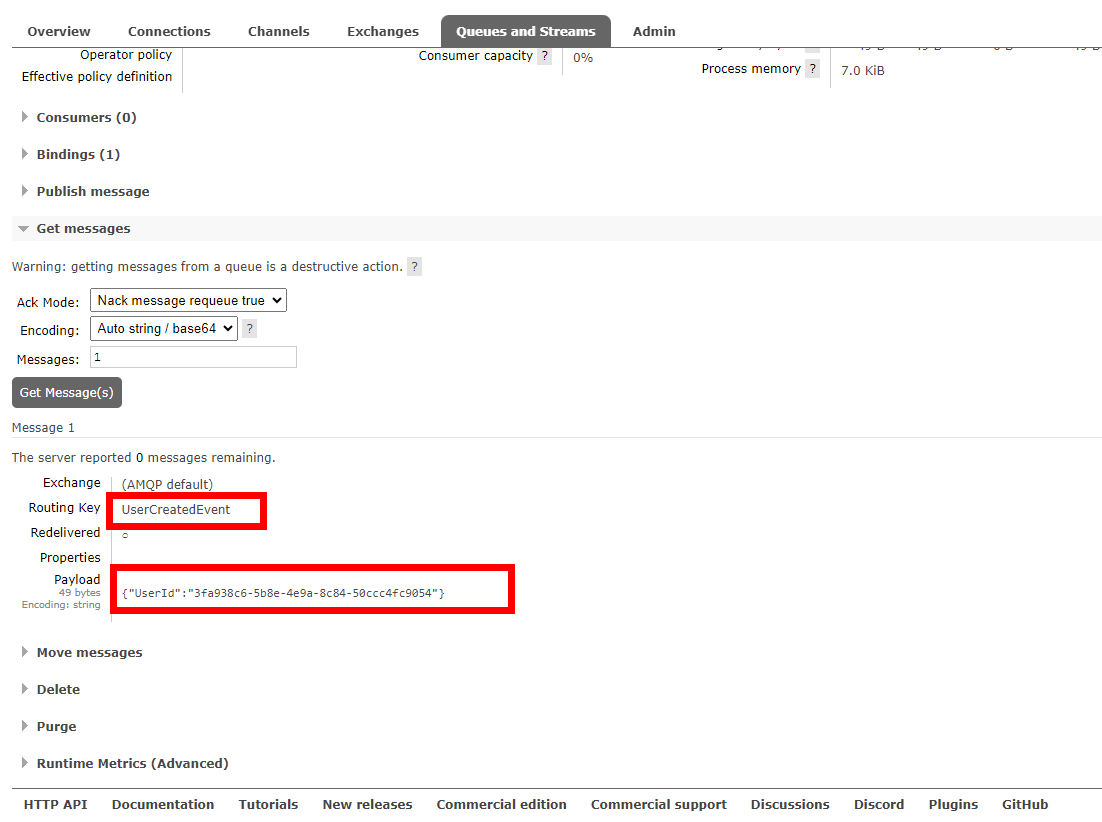 Overview Connections Channels Exchanges Queues and Streams Admin
Operator policy
Effective policy definition
Consumer capacity ? 0%
Process memory ? 7.0 KiB
Consumers (0)
Bindings (1)
Publish message
Get messages
Warning: getting messages from a queue is a destructive action. ?
Ack Mode: Nack message requeue true
Encoding: Auto string / base64 ?
Messages: 1
Get Message(s)
Message 1
The server reported 0 messages remaining.
Exchange (AMQP default)
Routing Key UserCreatedEvent
Redelivered ○
Properties
Payload
49 bytes
Encoding: string
{"UserId":"3fa938c6-5b8e-4e9a-8c84-50ccc4fc9054"}
Move messages
Delete
Purge
Runtime Metrics (Advanced)
HTTP API Documentation Tutorials New releases Commercial edition Commercial support Discussions Discord Plugins GitHub